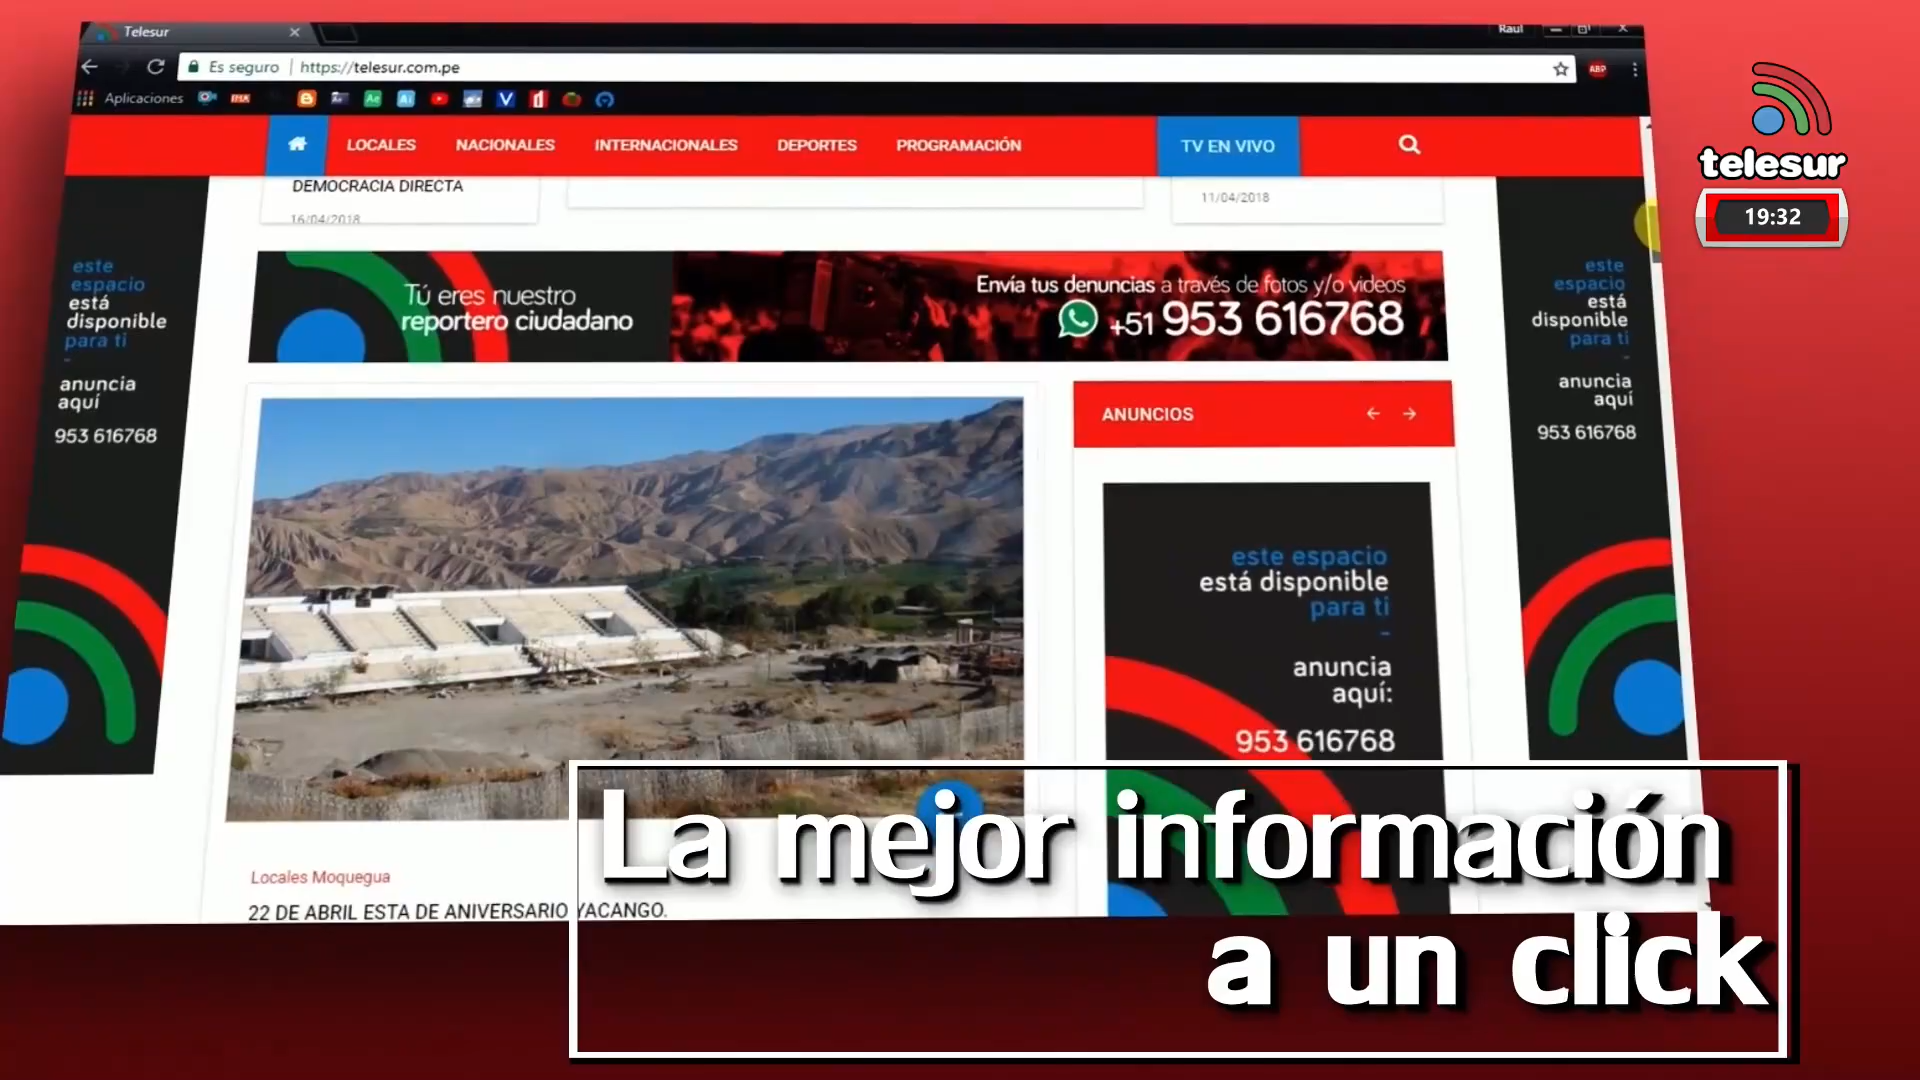 Telesur
Raul
Es seguro | https://telesur.com.pe
Aplicaciones
LOCALES NACIONALES INTERNACIONALES DEPORTES PROGRAMACIÓN TV EN VIVO
DEMOCRACIA DIRECTA
16/04/2018
11/04/2018
telesur
19:32
este
espacio
está
disponible
para ti
-
anuncia
aquí
953 616768
Tú eres nuestro
reportero ciudadano
Envía tus denuncias a través de fotos y/o videos
+51 953 616768
este
espacio
está
disponible
para ti
-
anuncia
aquí
953 616768
ANUNCIOS
este espacio
está disponible
para ti
-
anuncia
aquí:
953 616768
Locales Moquegua
22 DE ABRIL ESTA DE ANIVERSARIO YACANGO.
La mejor información
a un click